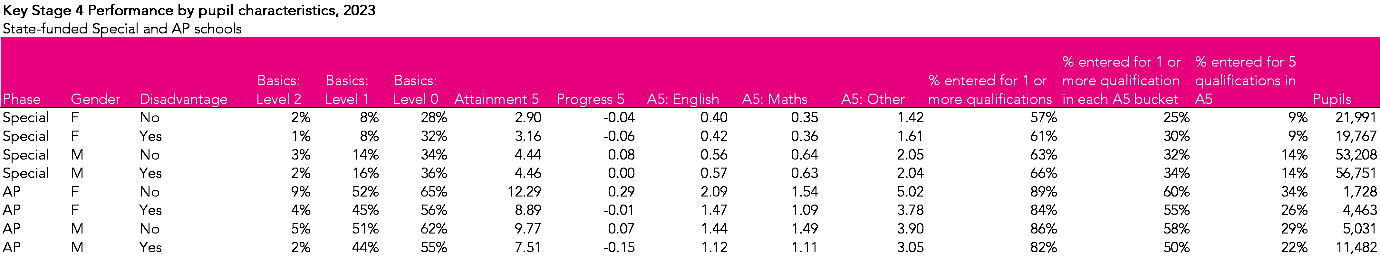 Key Stage 4 Performance by pupil characteristics, 2023
State-funded Special and AP schools
% entered for 1 or % entered for 5
Basics: Basics: Basics: % entered for 1 or more qualification qualifications in
Phase Gender Disadvantage Level 2 Level 1 Level 0 Attainment 5 Progress 5 A5: English A5: Maths A5: Other more qualifications in each A5 bucket A5 Pupils
Special F No 2% 8% 28% 2.90 -0.04 0.40 0.35 1.42 57% 25% 9% 21,991
Special F Yes 1% 8% 32% 3.16 -0.06 0.42 0.36 1.61 61% 30% 9% 19,767
Special M No 3% 14% 34% 4.44 0.08 0.56 0.64 2.05 63% 32% 14% 53,208
Special M Yes 2% 16% 36% 4.46 0.00 0.57 0.63 2.04 66% 34% 14% 56,751
AP F No 9% 52% 65% 12.29 0.29 2.09 1.54 5.02 89% 60% 34% 1,728
AP F Yes 4% 45% 56% 8.89 -0.01 1.47 1.09 3.78 84% 55% 26% 4,463
AP M No 5% 51% 62% 9.77 0.07 1.44 1.49 3.90 86% 58% 29% 5,031
AP M Yes 2% 44% 55% 7.51 -0.15 1.12 1.11 3.05 82% 50% 22% 11,482